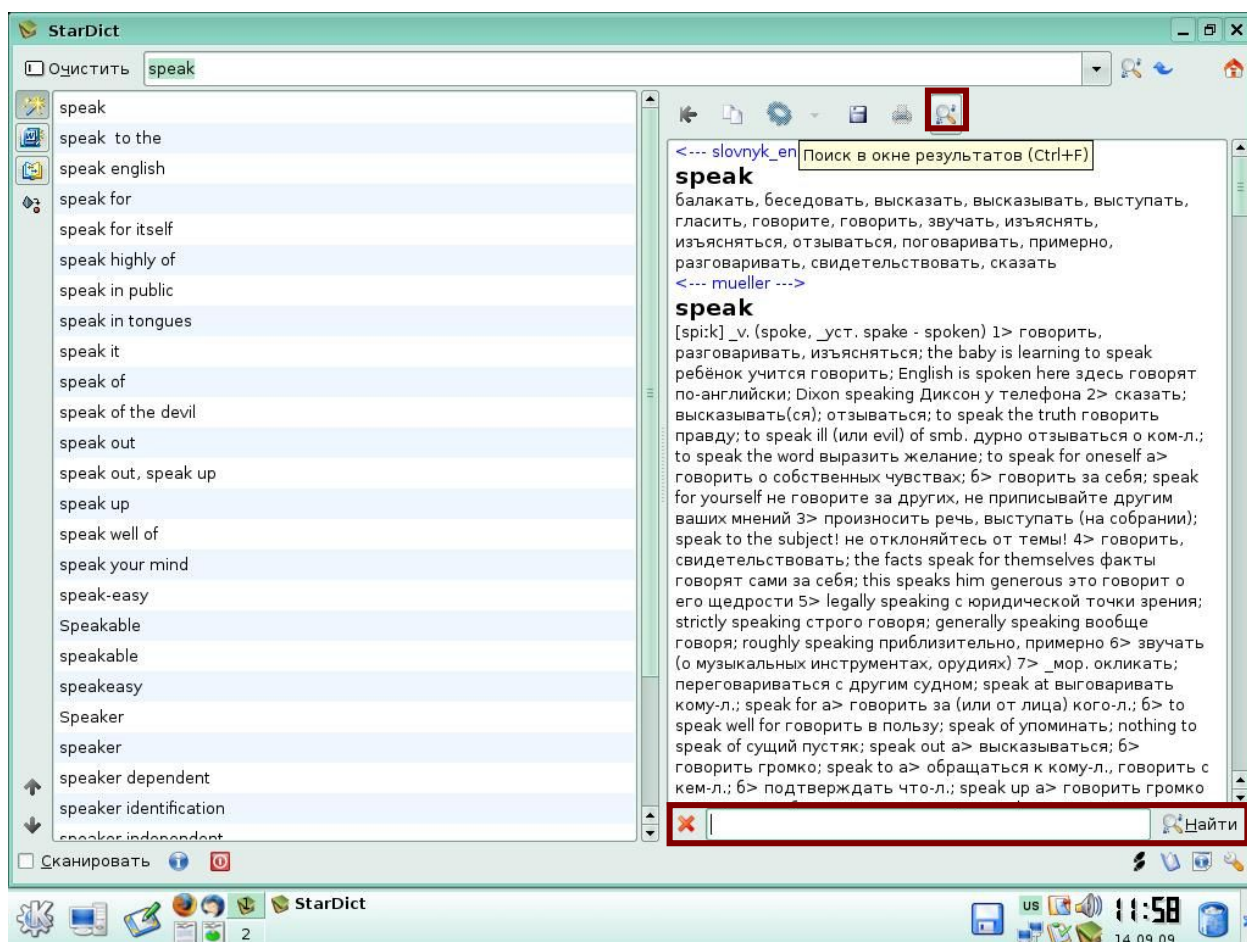 StarDict
Очистить speak
speak
speak to the
speak english
speak for
speak for itself
speak highly of
speak in public
speak in tongues
speak it
speak of
speak of the devil
speak out
speak out, speak up
speak up
speak well of
speak your mind
speak-easy
Speakable
speakable
speakeasy
Speaker
speaker
speaker dependent
speaker identification
speaker independent
<--- slovnyk_en
Поиск в окне результатов (Ctrl+F)
speak
балакать, беседовать, высказать, высказывать, выступать,
гласить, говорите, говорить, звучать, изъяснять,
изъясняться, отзываться, поговаривать, примерно,
разговаривать, свидетельствовать, сказать
<--- mueller --->
speak
[spi:k] _v. (spoke, _уст. spake - spoken) 1> говорить,
разговаривать, изъясняться; the baby is learning to speak
ребёнок учится говорить; English is spoken here здесь говорят
по-английски; Dixon speaking Диксон у телефона 2> сказать;
высказывать(ся); отзываться; to speak the truth говорить
правду; to speak ill (или evil) of smb. дурно отзываться о ком-л.;
to speak the word выразить желание; to speak for oneself а>
говорить о собственных чувствах; б> говорить за себя; speak
for yourself не говорите за других, не приписывайте другим
ваших мнений 3> произносить речь, выступать (на собрании);
speak to the subject! не отклоняйтесь от темы! 4> говорить,
свидетельствовать; the facts speak for themselves факты
говорят сами за себя; this speaks him generous это говорит о
его щедрости 5> legally speaking с юридической точки зрения;
strictly speaking строго говоря; generally speaking вообще
говоря; roughly speaking приблизительно, примерно 6> звучать
(о музыкальных инструментах, орудиях) 7> _мор. окликать;
переговариваться с другим судном; speak at выговаривать
кому-л.; speak for а> говорить за (или от лица) кого-л.; б> to
speak well for говорить в пользу; speak of упоминать; nothing to
speak of сущий пустяк; speak out а> высказываться; б>
говорить громко; speak to а> обращаться к кому-л., говорить с
кем-л.; б> подтверждать что-л.; speak up а> говорить громко
Найти
Сканировать
StarDict
2
us
11:58
14.09.09